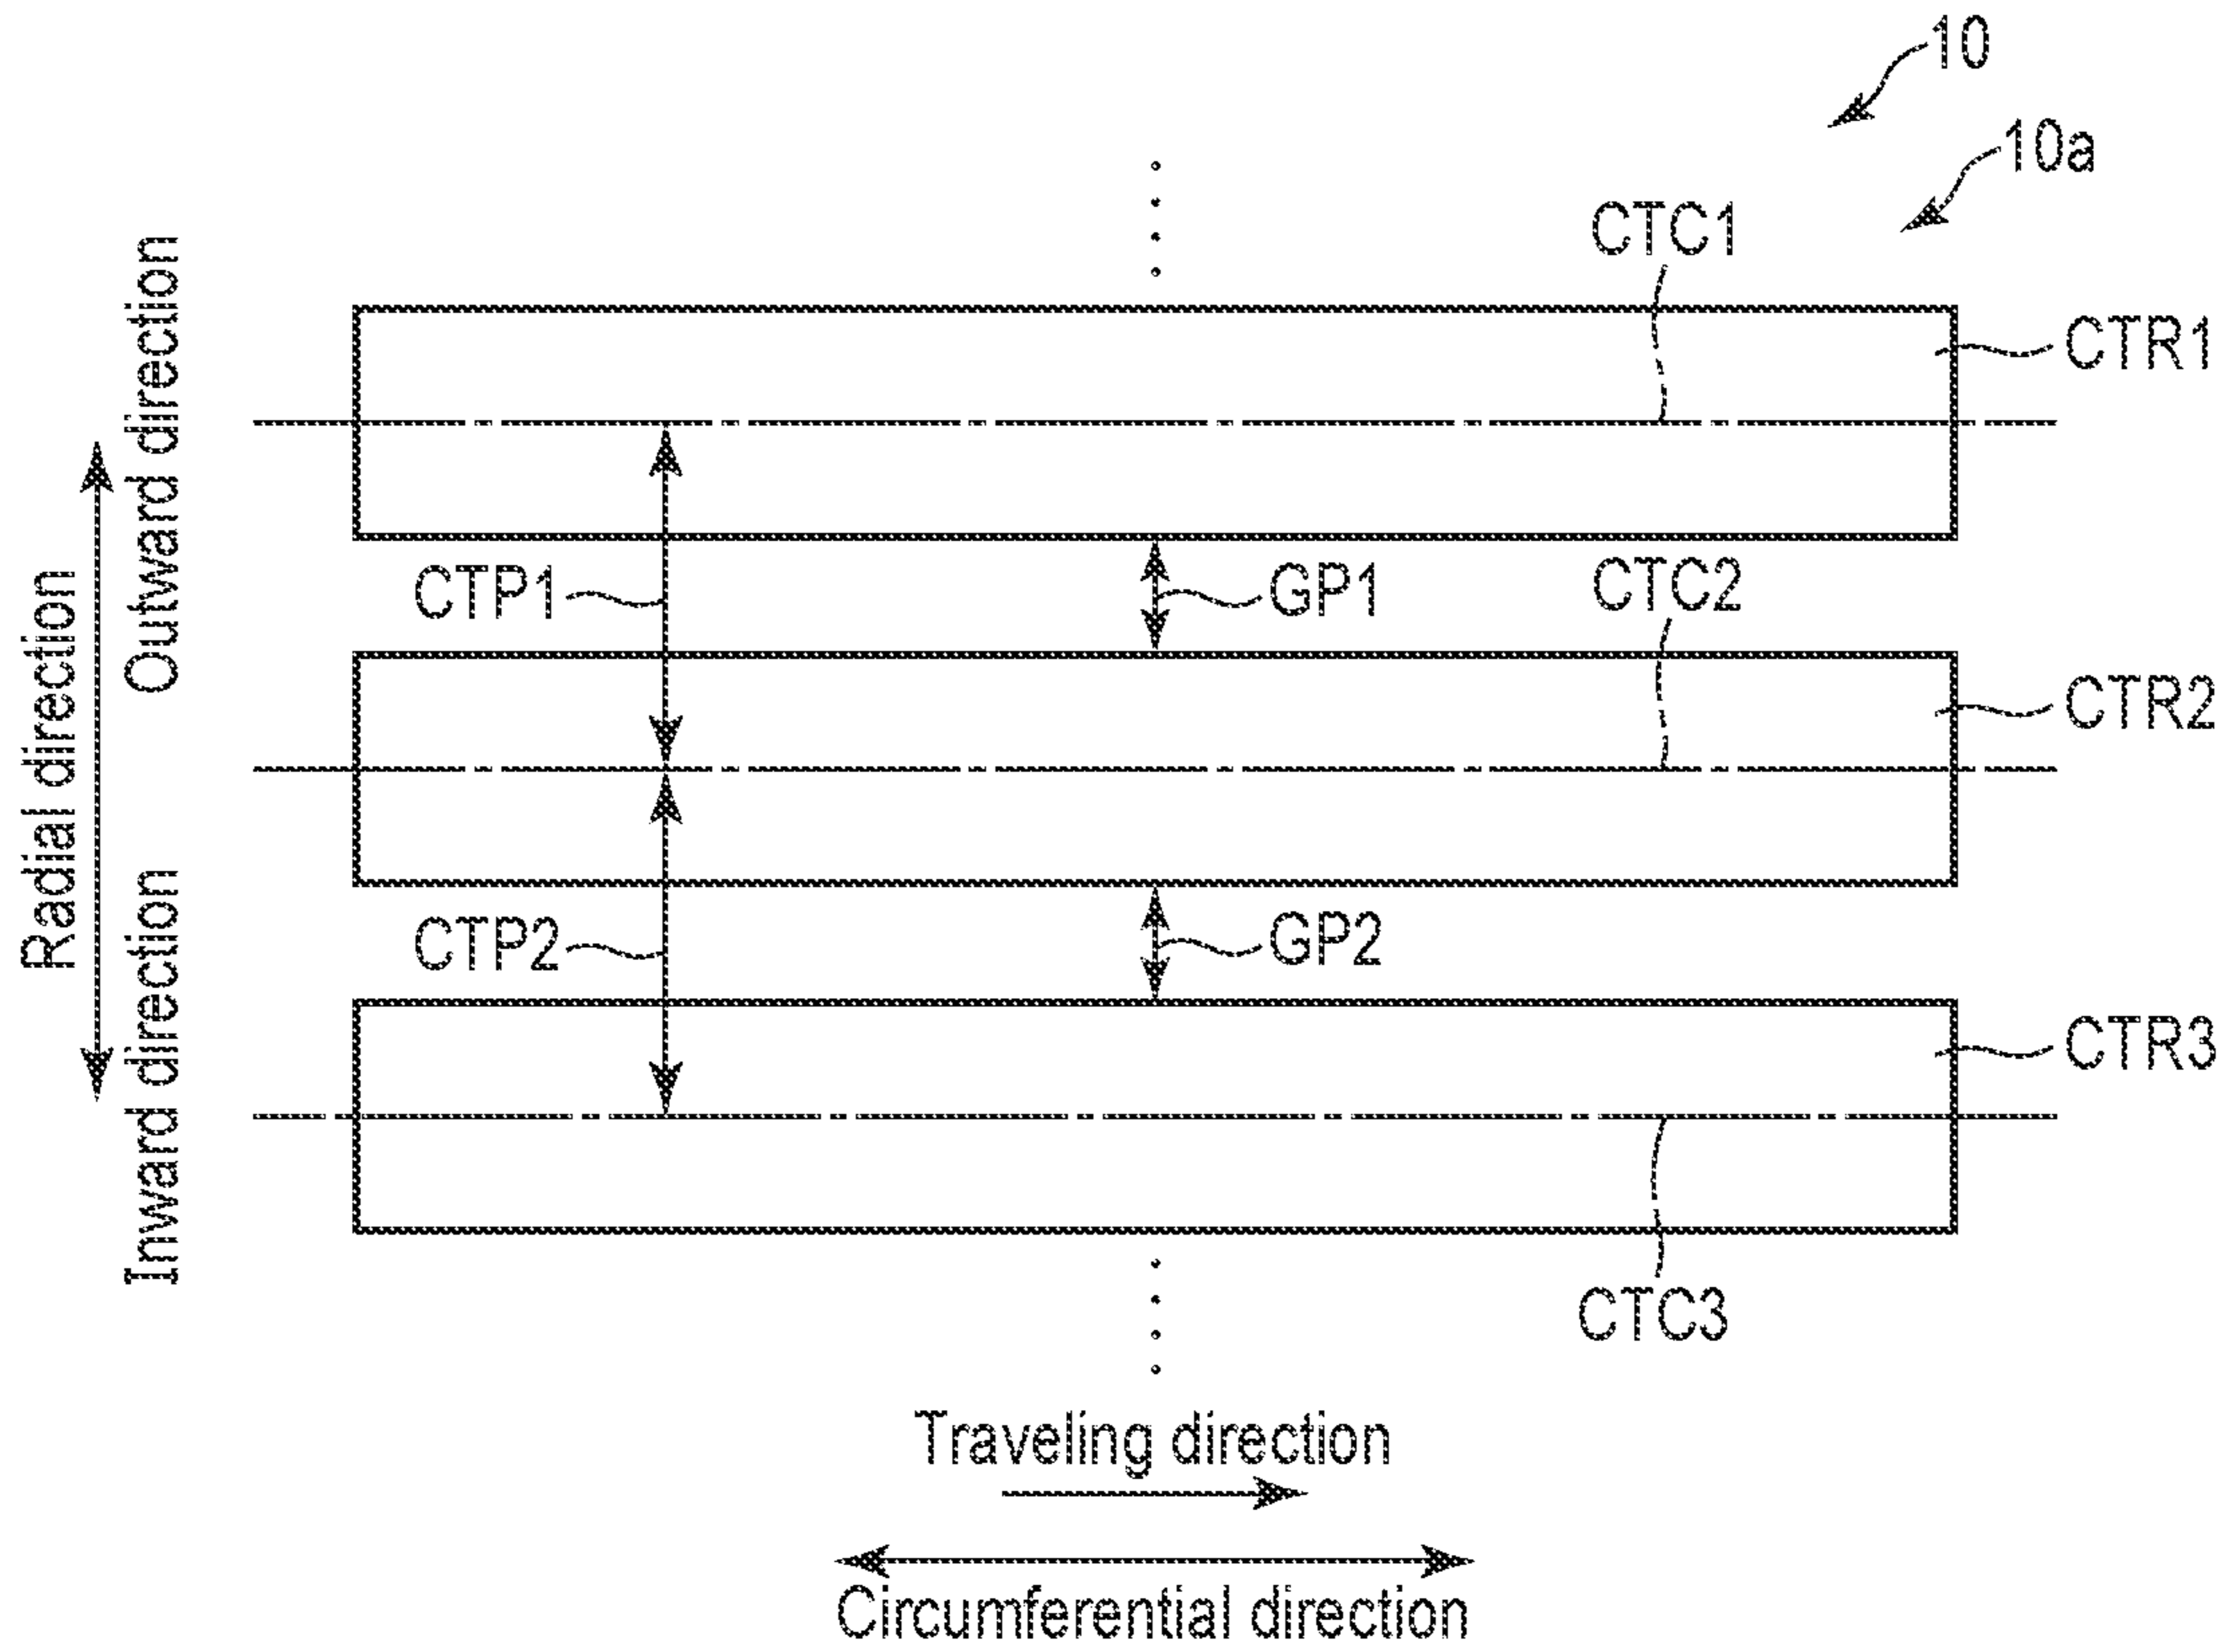 10
10a
CTC1
CTR1
Outward direction
CTP1
GP1
CTC2
Radial direction
CTR2
CTP2
GP2
Inward direction
CTR3
CTC3
Traveling direction
Circumferential direction